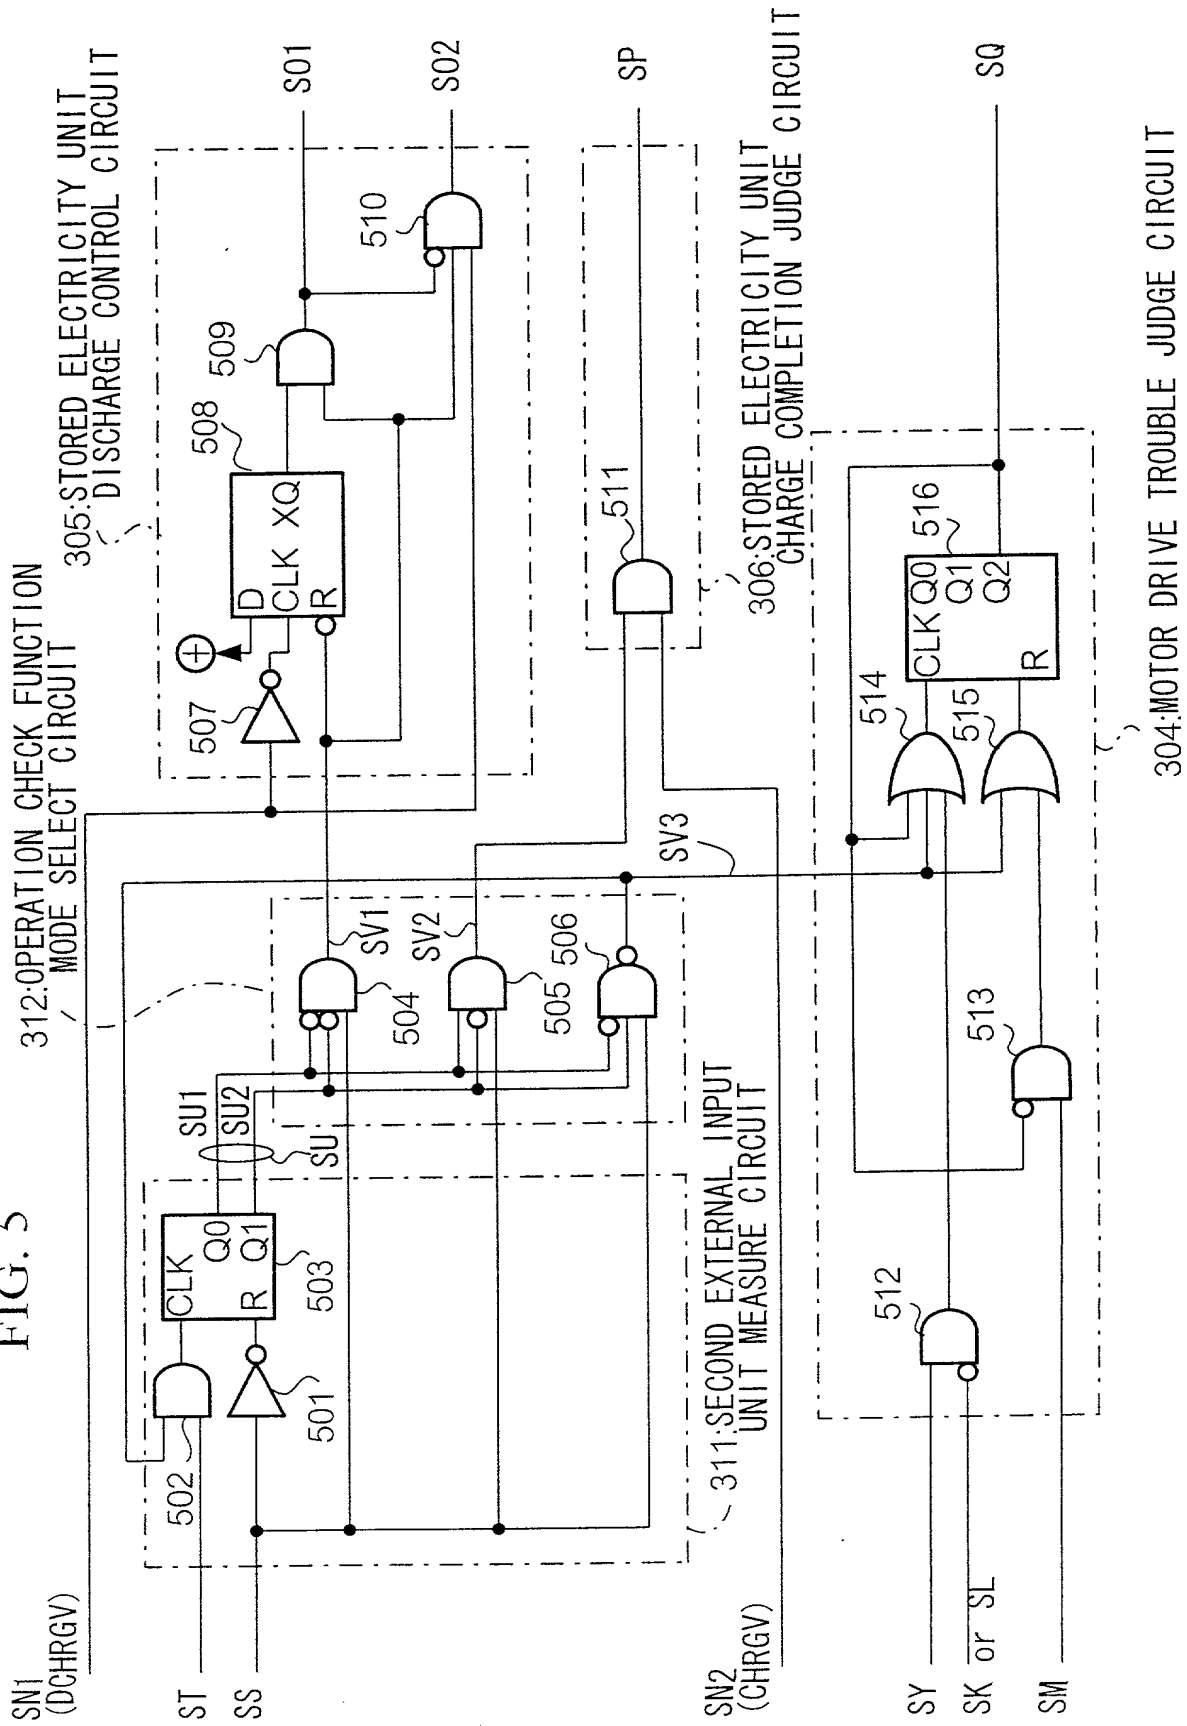 FIG. 5
312:OPERATION CHECK FUNCTION
MODE SELECT CIRCUIT
305:STORED ELECTRICITY UNIT
DISCHARGE CONTROL CIRCUIT
SN1
(DCHRGV)
ST
SS
502
501
CLK
R
Q0
Q1
503
SU1
SU2
SU
504
505
506
SV1
SV2
SV3
507
D
CLK
R
XQ
508
509
510
SO1
SO2
311:SECOND EXTERNAL INPUT
UNIT MEASURE CIRCUIT
SN2
(CHRGV)
511
SP
306:STORED ELECTRICITY UNIT
CHARGE COMPLETION JUDGE CIRCUIT
SY
SK or SL
SM
512
513
514
515
CLK
R
Q0
Q1
Q2
516
SQ
304:MOTOR DRIVE TROUBLE JUDGE CIRCUIT